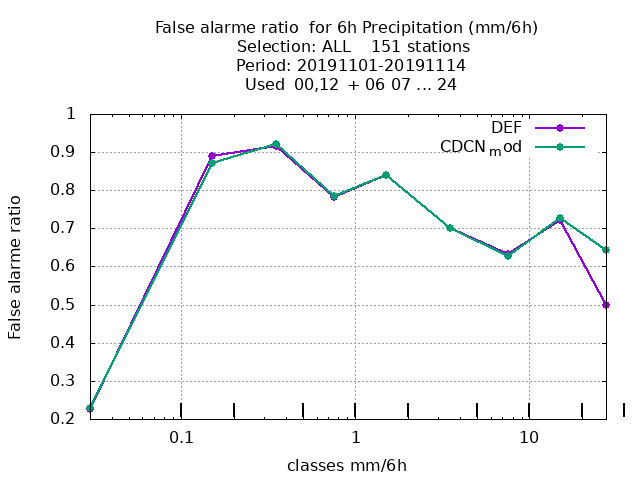 False alarme ratio  for 6h Precipitation (mm/6h)
Selection: ALL    151 stations
Period: 20191101-20191114
Used  00,12  + 06 07 ... 24
DEF
CDCNmod
1
0.9
0.8
0.7
0.6
0.5
0.4
0.3
0.2
False alarme ratio
0.1
1
10
classes mm/6h